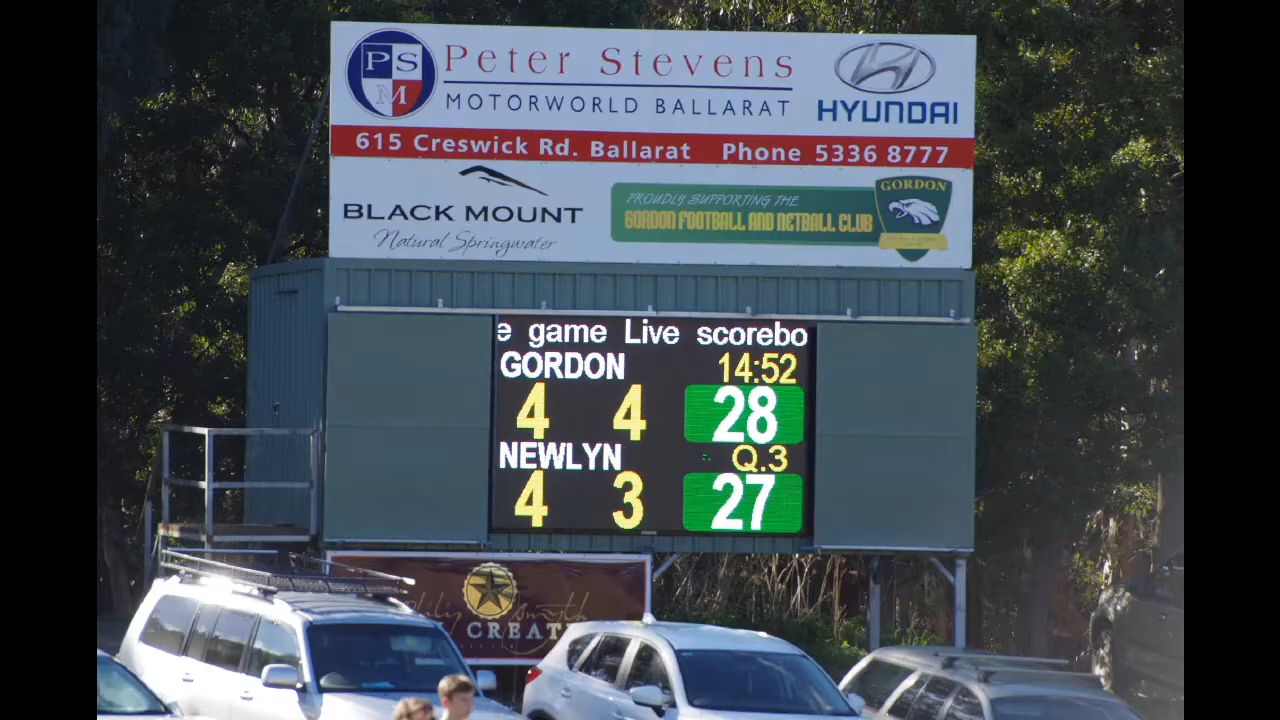 PS
M
Peter Stevens
MOTORWORLD BALLARAT
HYUNDAI
615 Creswick Rd. Ballarat Phone 5336 8777
BLACK MOUNT
Natural Springwater
PROUDLY SUPPORTING THE
GORDON FOOTBALL AND NETBALL CLUB
GORDON
e game Live scorebo
GORDON 14:52
4 4 28
NEWLYN Q.3
4 3 27
CREAT